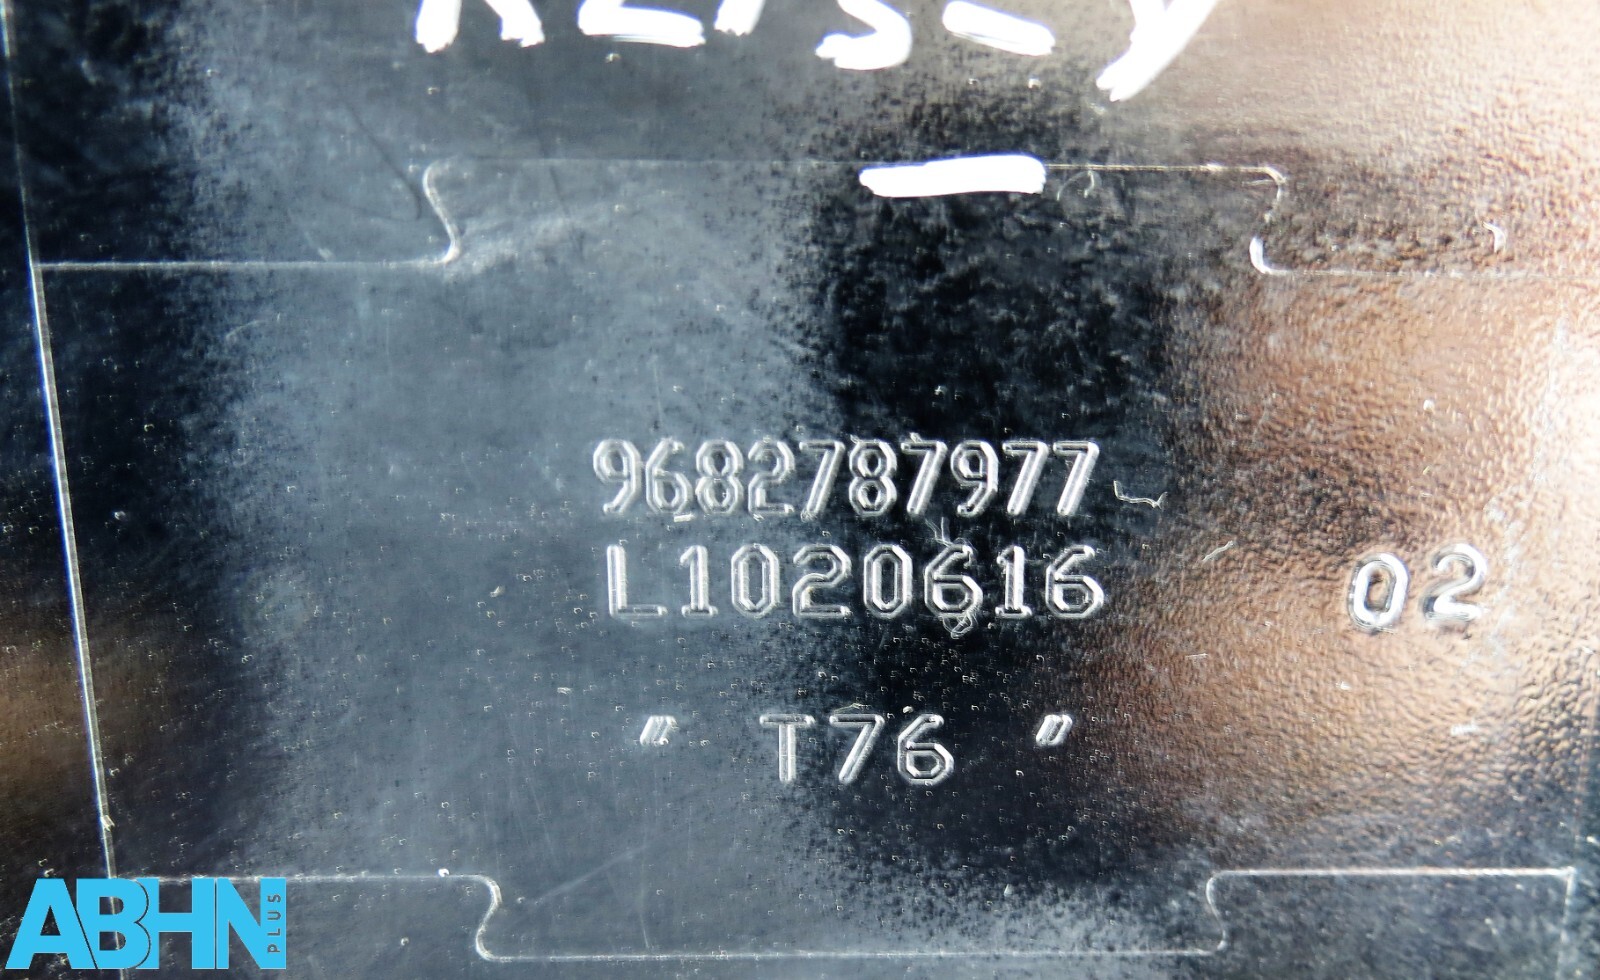 9682787977
L1020616 02
" T76 "
ABHN PLUS